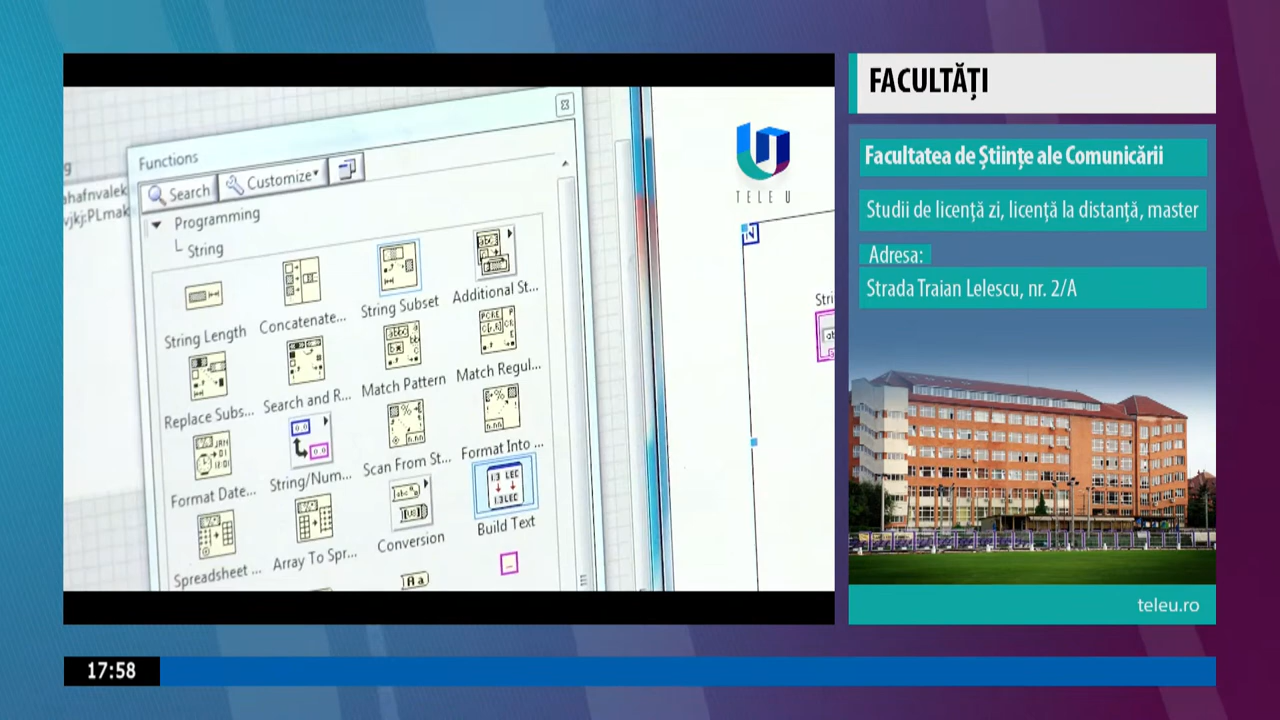 Functions
Search
Customize
Programming
String
String Length
Concatenate...
String Subset
Additional St...
Replace Subs...
Search and R...
Match Pattern
Match Regul...
Format Date...
String/Num...
Scan From St...
Format Into ...
Spreadsheet ...
Array To Spr...
Conversion
Build Text
TELE U
Stri
FACULTĂȚI
Facultatea de Științe ale Comunicării
Studii de licență zi, licență la distanță, master
Adresa:
Strada Traian Lelescu, nr. 2/A
teleu.ro
17:58